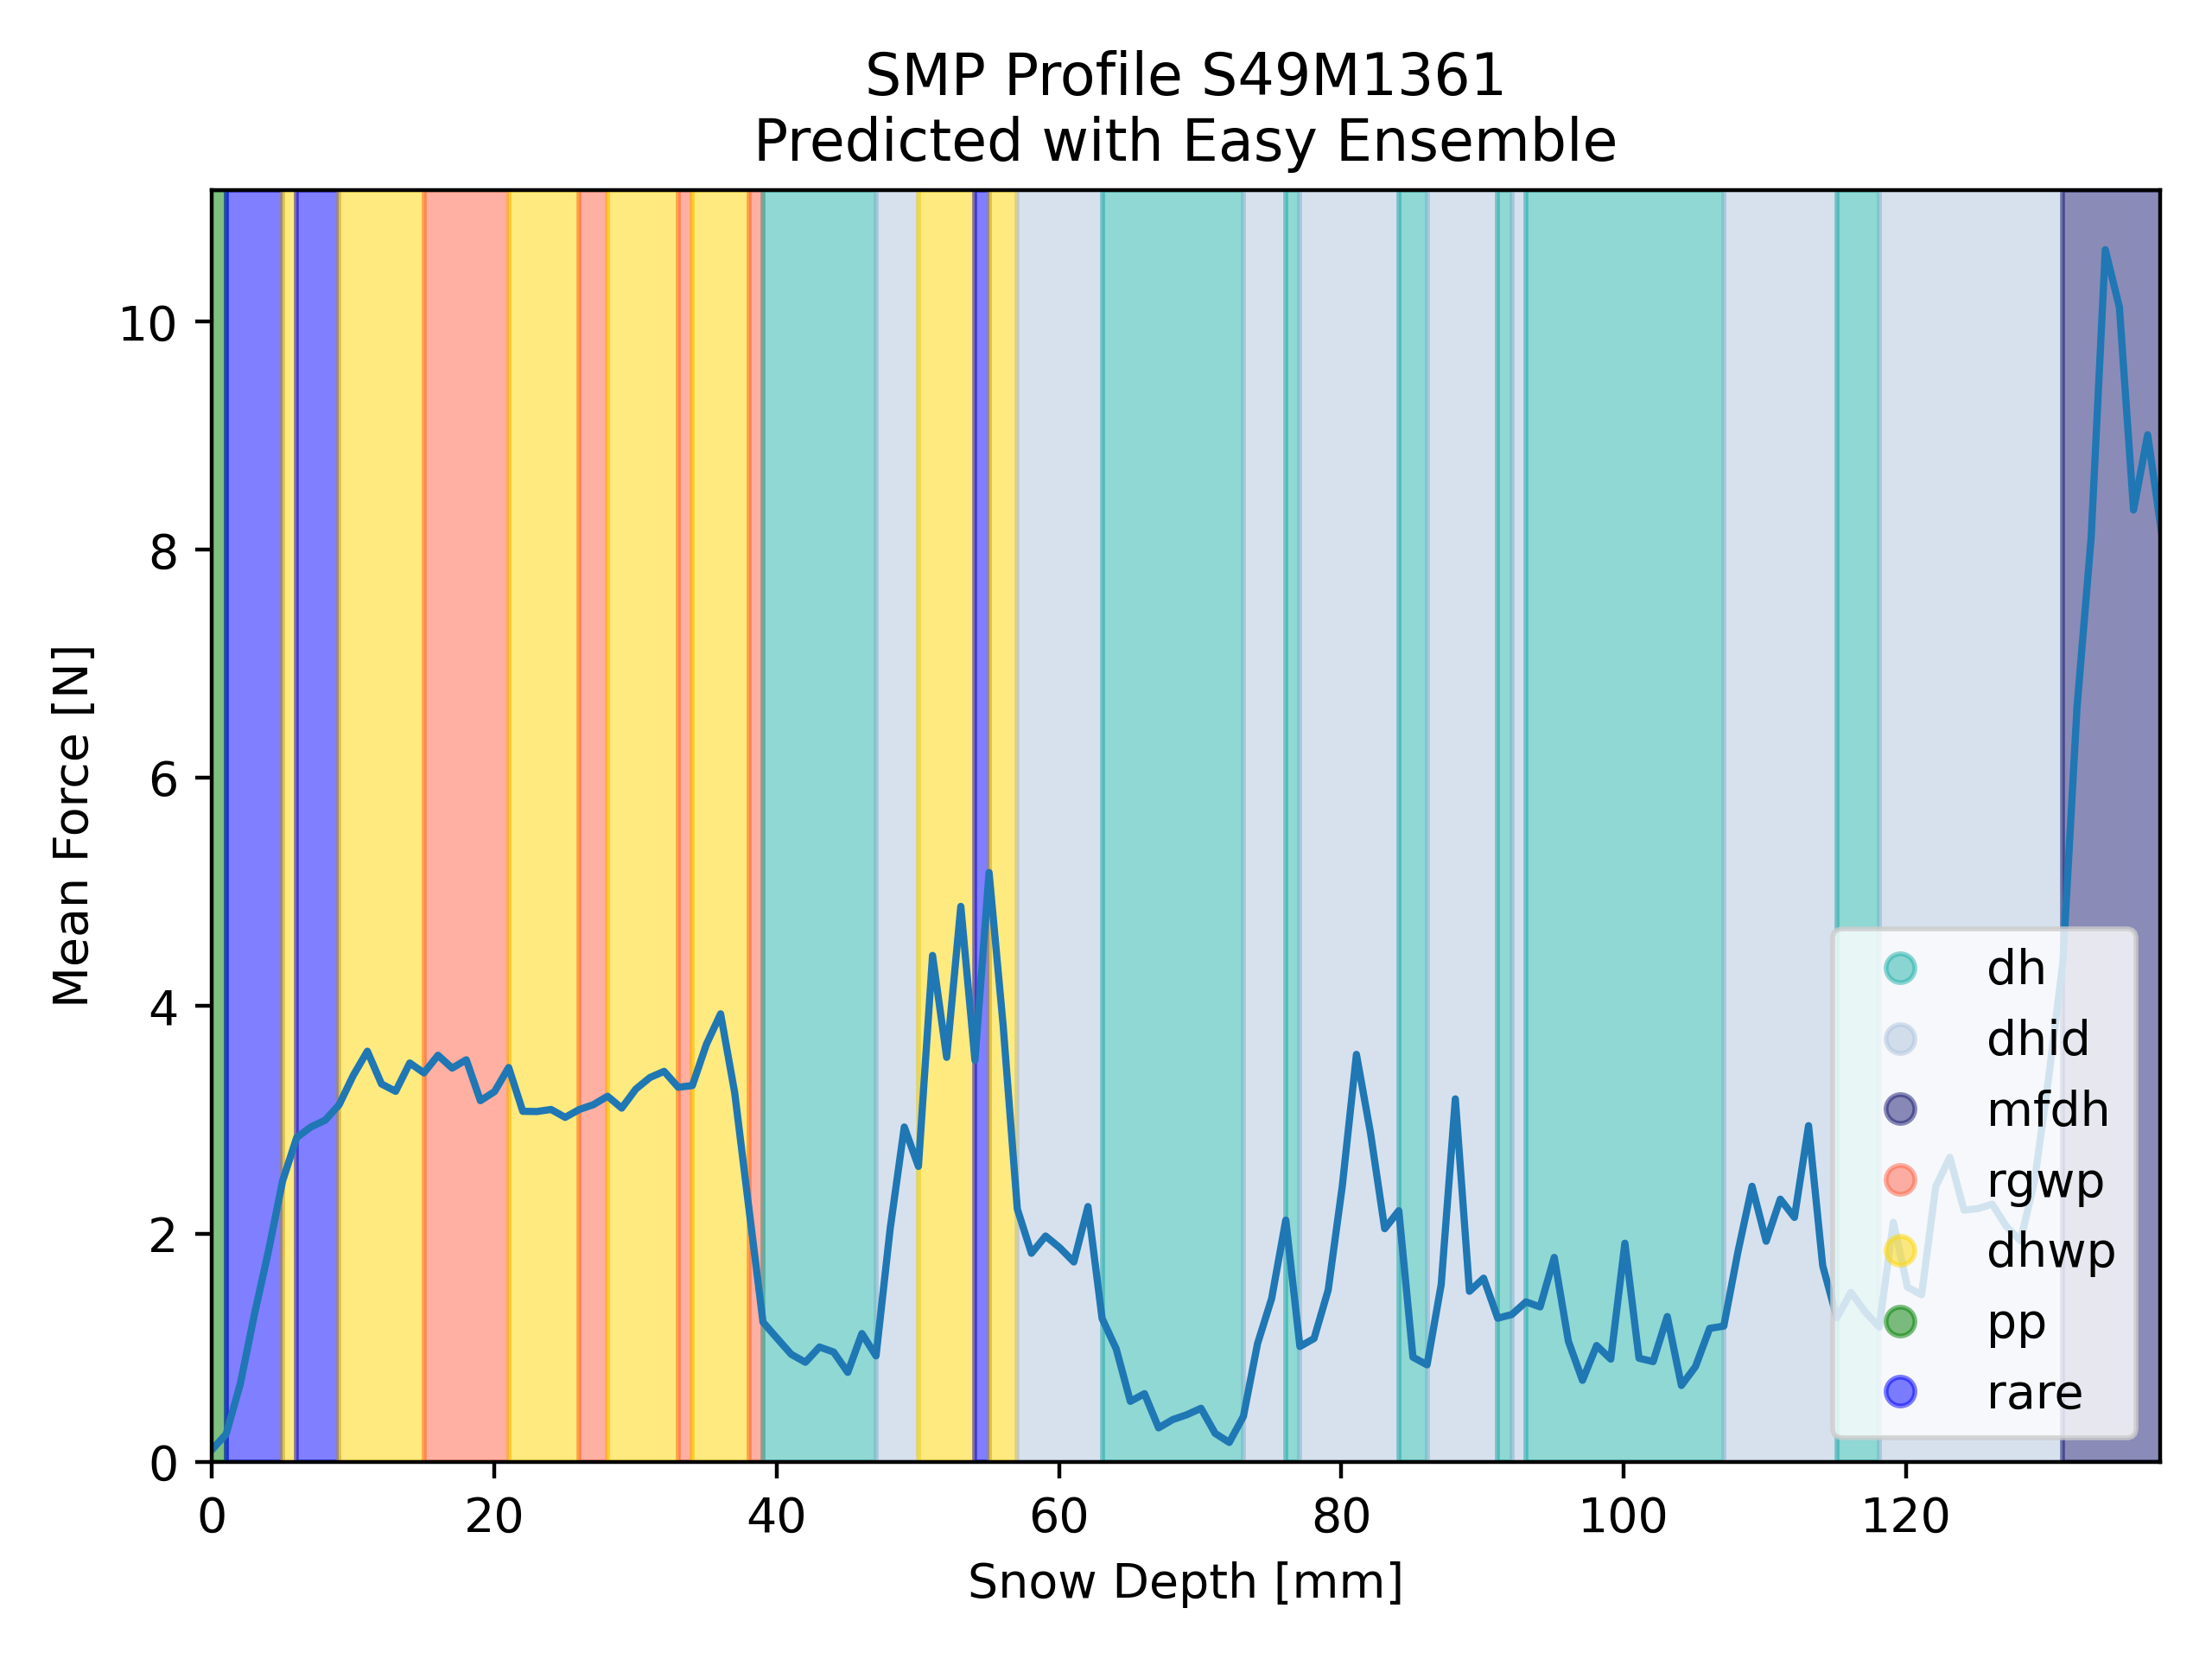 SMP Profile S49M1361
Predicted with Easy Ensemble
Mean Force [N]
10
8
6
4
2
0
0 20 40 60 80 100 120
Snow Depth [mm]
dh
dhid
mfdh
rgwp
dhwp
pp
rare